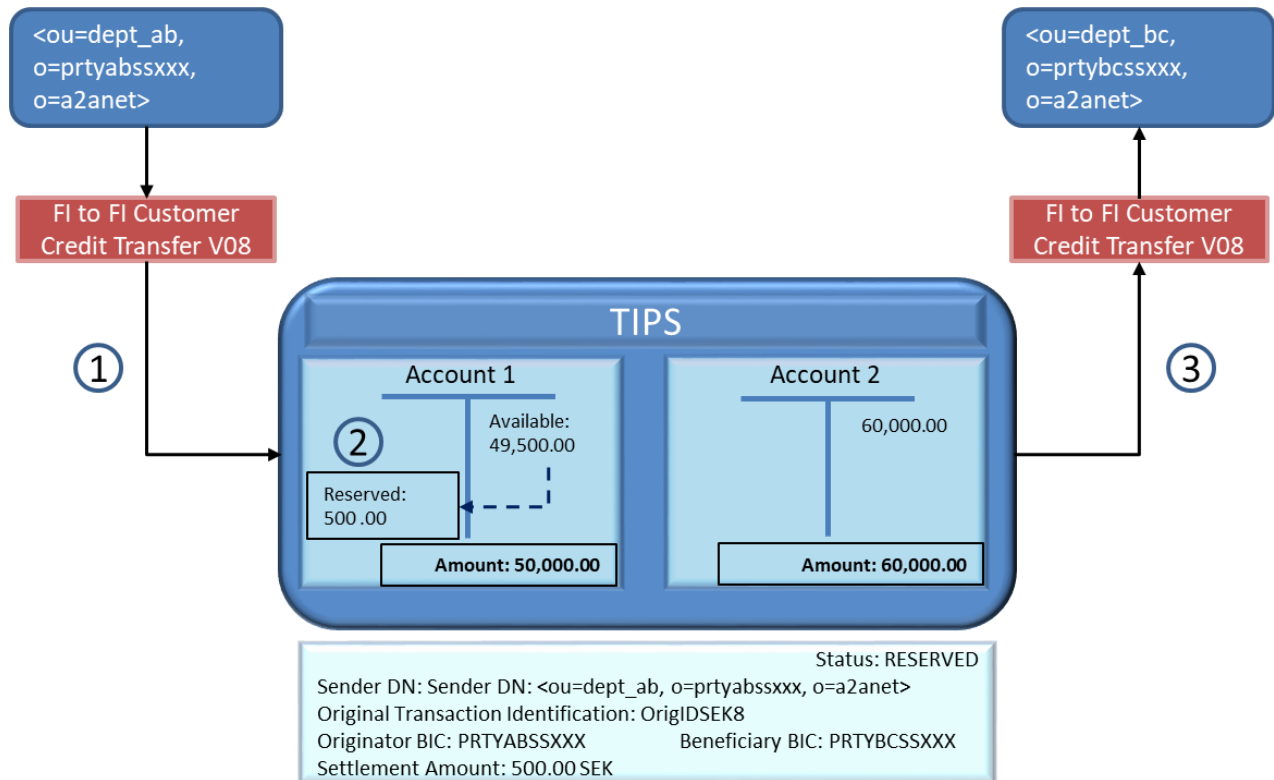 <ou=dept_ab,
o=prtyabssxxx,
o=a2anet>
<ou=dept_bc,
o=prtybcssxxx,
o=a2anet>
FI to FI Customer
Credit Transfer V08
FI to FI Customer
Credit Transfer V08
TIPS
1
3
Account 1
Account 2
2
Available:
49,500.00
60,000.00
Reserved:
500 .00
Amount: 50,000.00
Amount: 60,000.00
Status: RESERVED
Sender DN: Sender DN: <ou=dept_ab, o=prtyabssxxx, o=a2anet>
Original Transaction Identification: OrigIDSEK8
Originator BIC: PRTYABSSXXX Beneficiary BIC: PRTYBCSSXXX
Settlement Amount: 500.00 SEK